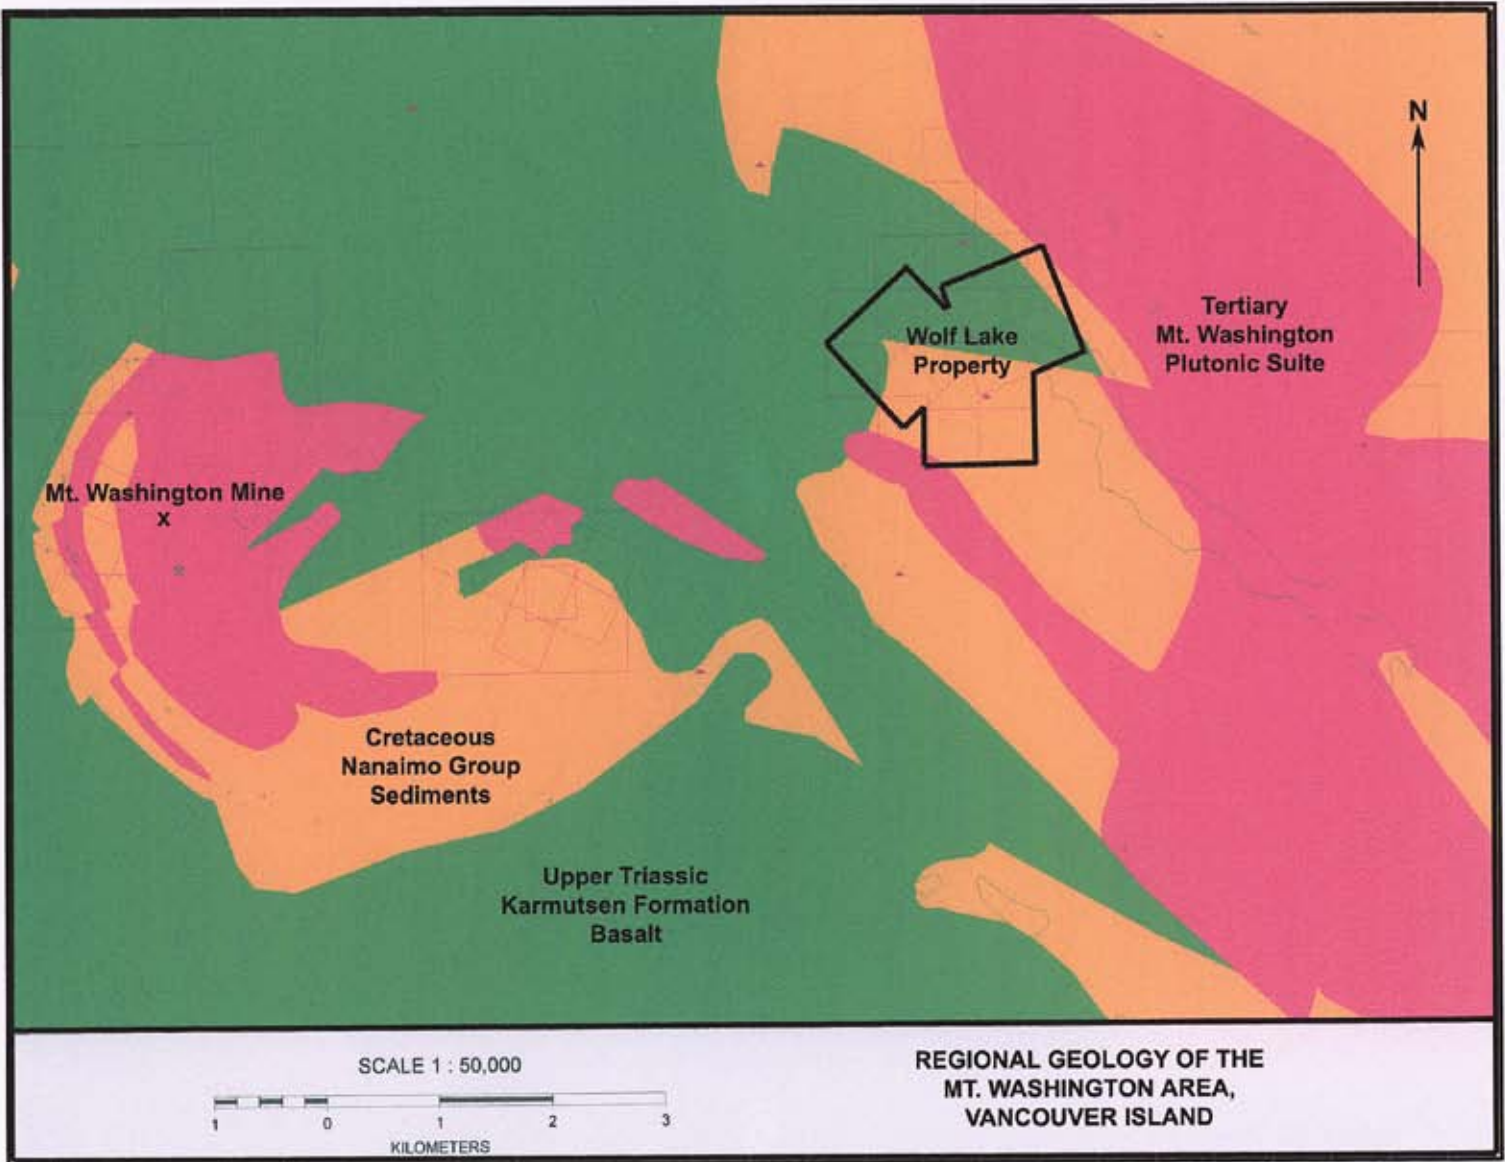 N
Tertiary
Mt. Washington
Plutonic Suite
Wolf Lake
Property
Mt. Washington Mine
x
Cretaceous
Nanaimo Group
Sediments
Upper Triassic
Karmutsen Formation
Basalt
SCALE 1 : 50,000
1 0 1 2 3
KILOMETERS
REGIONAL GEOLOGY OF THE
MT. WASHINGTON AREA,
VANCOUVER ISLAND